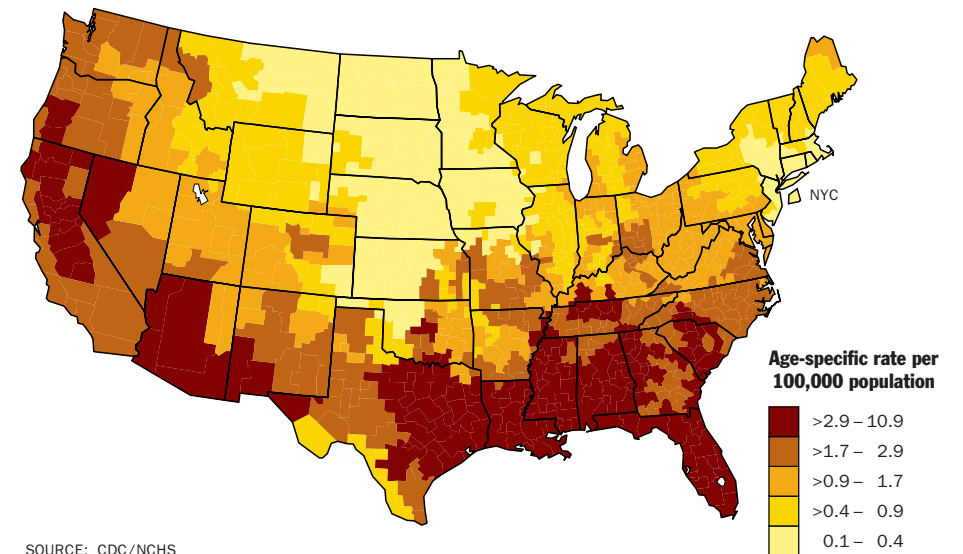 NYC
Age-specific rate per
100,000 population
>2.9 – 10.9
>1.7 – 2.9
>0.9 – 1.7
>0.4 – 0.9
0.1 – 0.4
SOURCE: CDC/NCHS